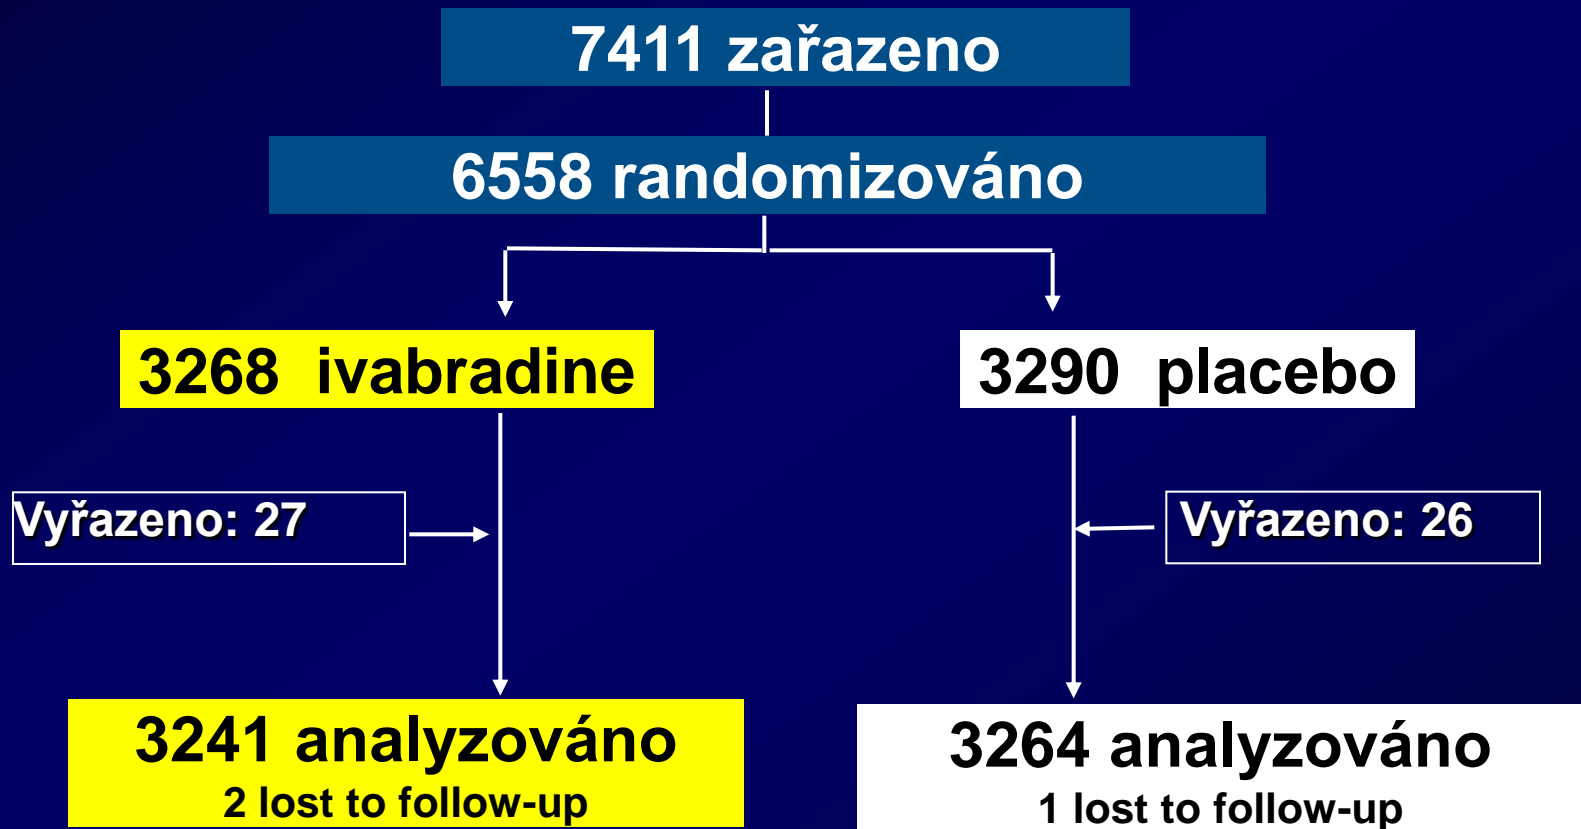 7411 zařazeno
6558 randomizováno
3268 ivabradine
3290 placebo
Vyřazeno: 27
Vyřazeno: 26
3241 analyzováno
2 lost to follow-up
3264 analyzováno
1 lost to follow-up